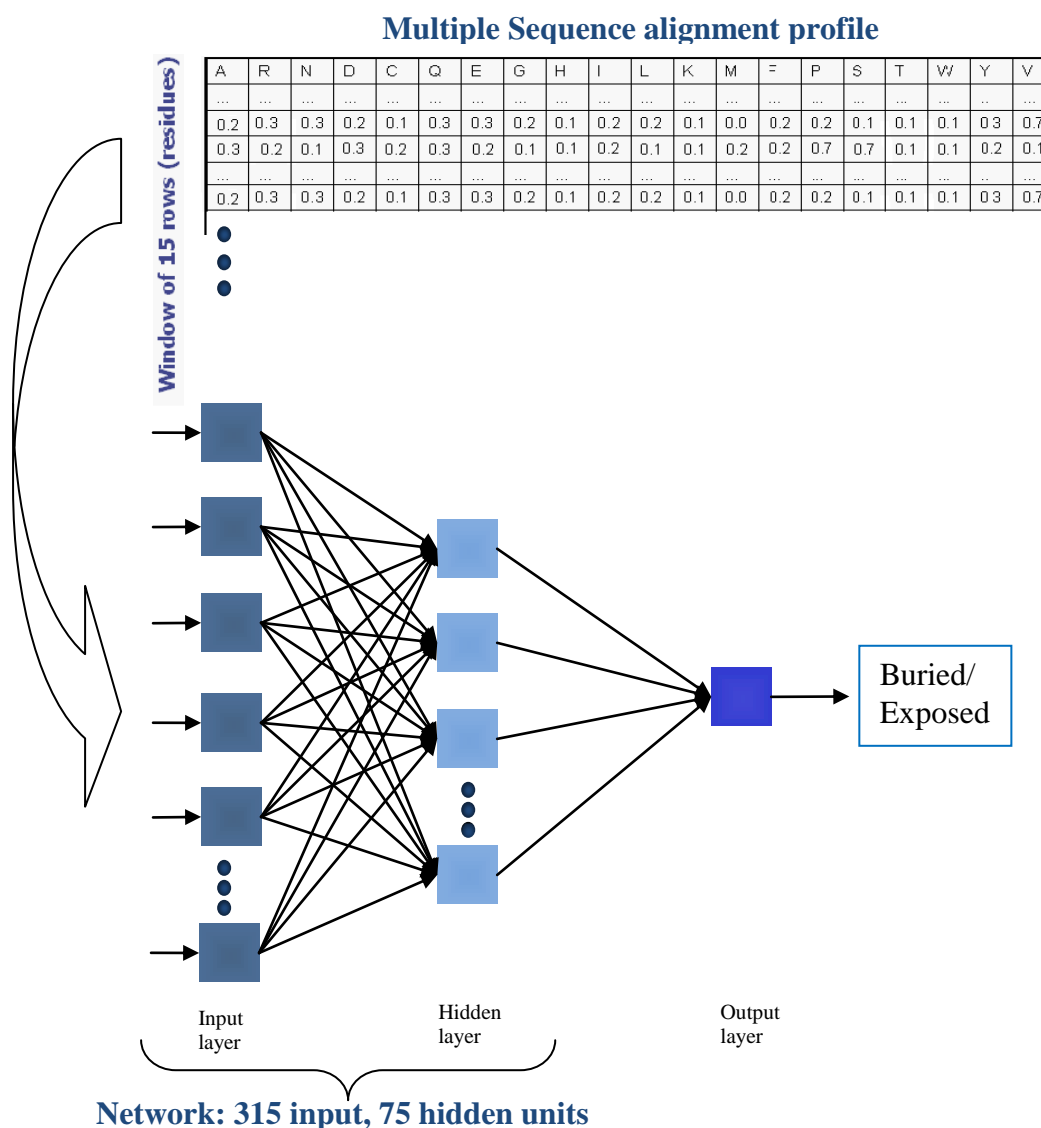 Multiple Sequence alignment profile
Window of 15 rows (residues)
A R N D C Q E G H I L K M F P S T W Y V
... ... ... ... ... ... ... ... ... ... ... ... ... ... ... ... ... ... .. ...
0.2 0.3 0.3 0.2 0.1 0.3 0.3 0.2 0.1 0.2 0.2 0.1 0.0 0.2 0.2 0.1 0.1 0.1 0 3 0.7
0.3 0.2 0.1 0.3 0.2 0.3 0.2 0.1 0.1 0.2 0.1 0.1 0.2 0.2 0.7 0.7 0.1 0.1 0.2 0.1
... ... ... ... ... ... ... ... ... ... ... ... ... ... ... ... ... ... .. ...
0.2 0.3 0.3 0.2 0.1 0.3 0.3 0.2 0.1 0.2 0.2 0.1 0.0 0.2 0.2 0.1 0.1 0.1 0 3 0.7
Buried/
Exposed
Input
layer
Hidden
layer
Output
layer
Network: 315 input, 75 hidden units